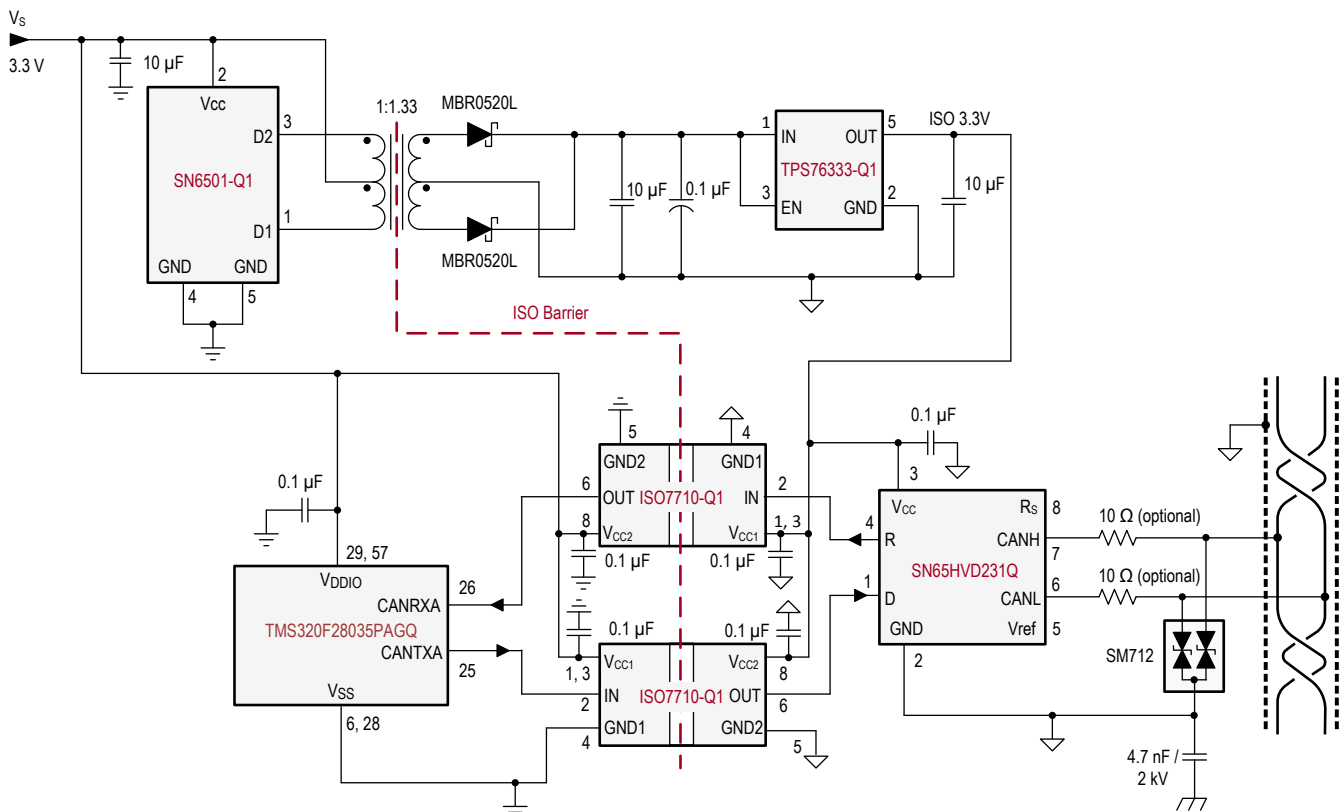 VS
3.3 V
10 µF
2
Vcc
D2
3
SN6501-Q1
D1
1
GND
GND
4
5
1:1.33
MBR0520L
MBR0520L
10 µF
0.1 µF
1
IN
OUT
5
TPS76333-Q1
3
EN
GND
2
ISO 3.3V
10 µF
ISO Barrier
5
4
GND2
GND1
6
OUT
ISO7710-Q1
IN
2
8
VCC2
VCC1
1, 3
0.1 µF
0.1 µF
0.1 µF
29, 57
VDDIO
CANRXA
26
TMS320F28035PAGQ
CANTXA
25
VSS
6, 28
0.1 µF
0.1 µF
1, 3
VCC1
VCC2
8
2
IN
ISO7710-Q1
OUT
6
4
GND1
GND2
5
0.1 µF
3
VCC
RS
8
4
R
CANH
7
SN65HVD231Q
1
D
CANL
6
GND
Vref
5
2
10 Ω (optional)
10 Ω (optional)
SM712
4.7 nF /
2 kV